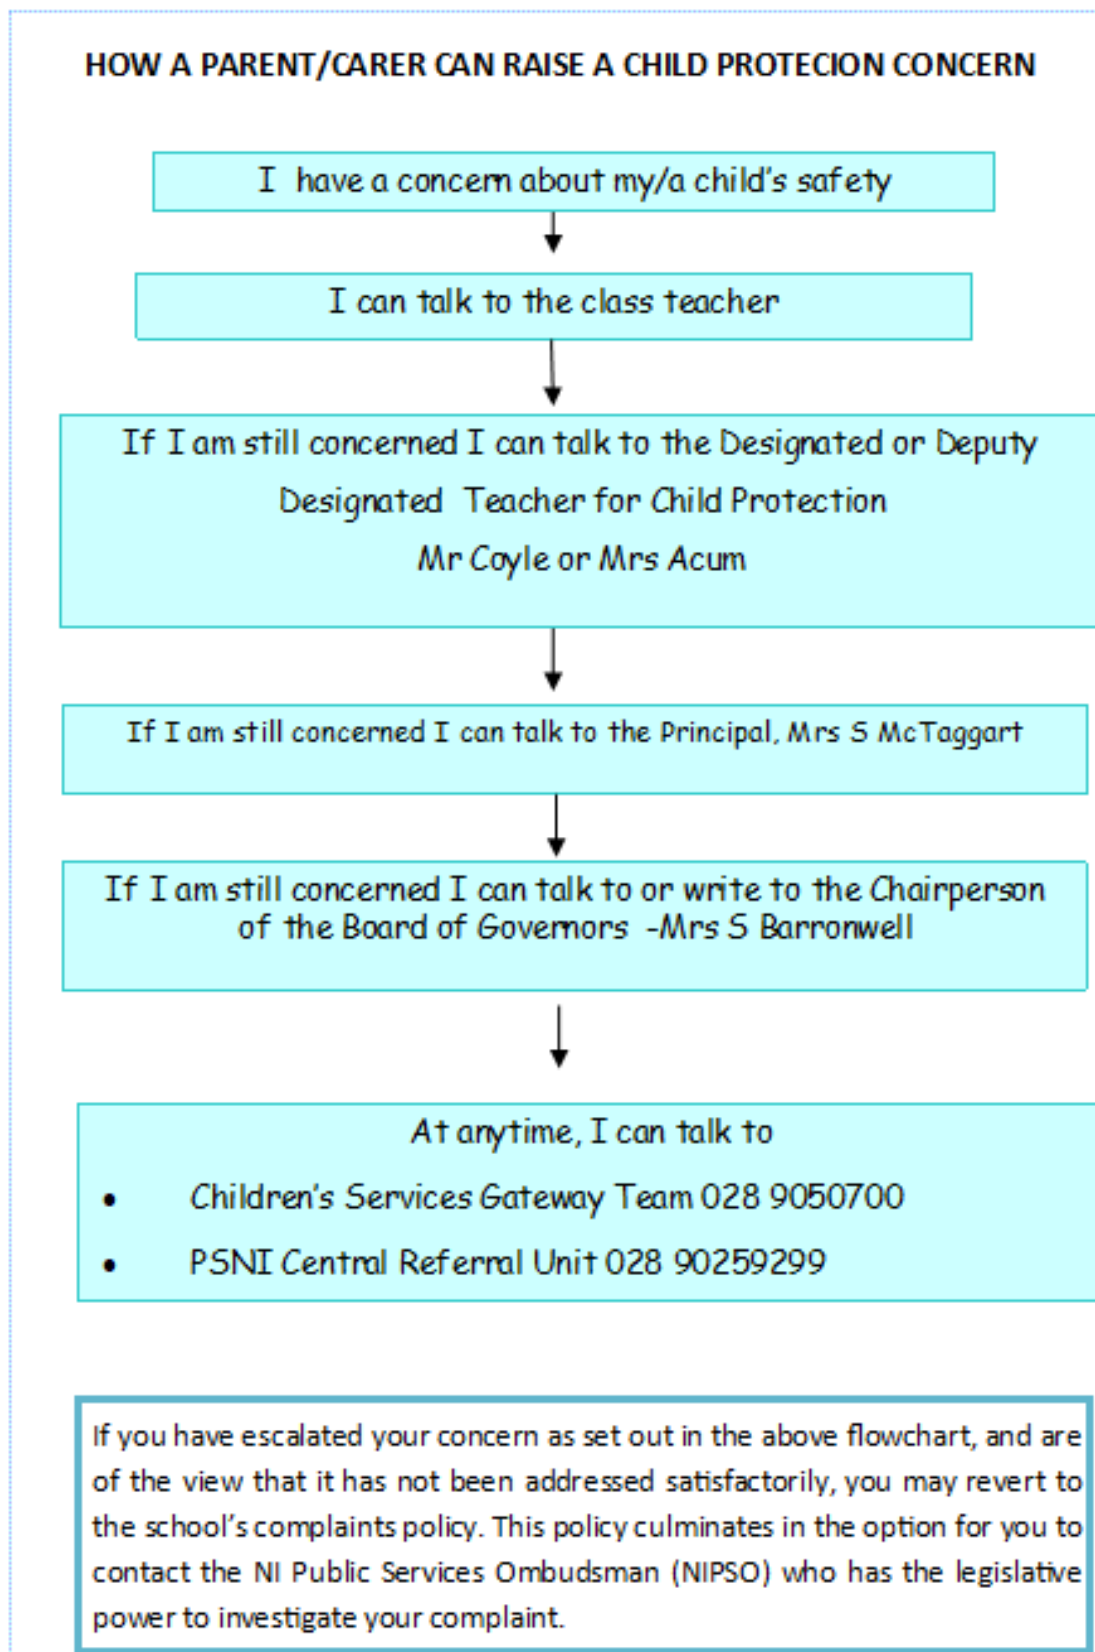 HOW A PARENT/CARER CAN RAISE A CHILD PROTECION CONCERN
I have a concern about my/a child's safety
I can talk to the class teacher
If I am still concerned I can talk to the Designated or Deputy
Designated Teacher for Child Protection
Mr Coyle or Mrs Acum
If I am still concerned I can talk to the Principal, Mrs S McTaggart
If I am still concerned I can talk to or write to the Chairperson
of the Board of Governors -Mrs S Barronwell
At anytime, I can talk to
• Children's Services Gateway Team 028 9050700
• PSNI Central Referral Unit 028 90259299
If you have escalated your concern as set out in the above flowchart, and are
of the view that it has not been addressed satisfactorily, you may revert to
the school's complaints policy. This policy culminates in the option for you to
contact the NI Public Services Ombudsman (NIPSO) who has the legislative
power to investigate your complaint.